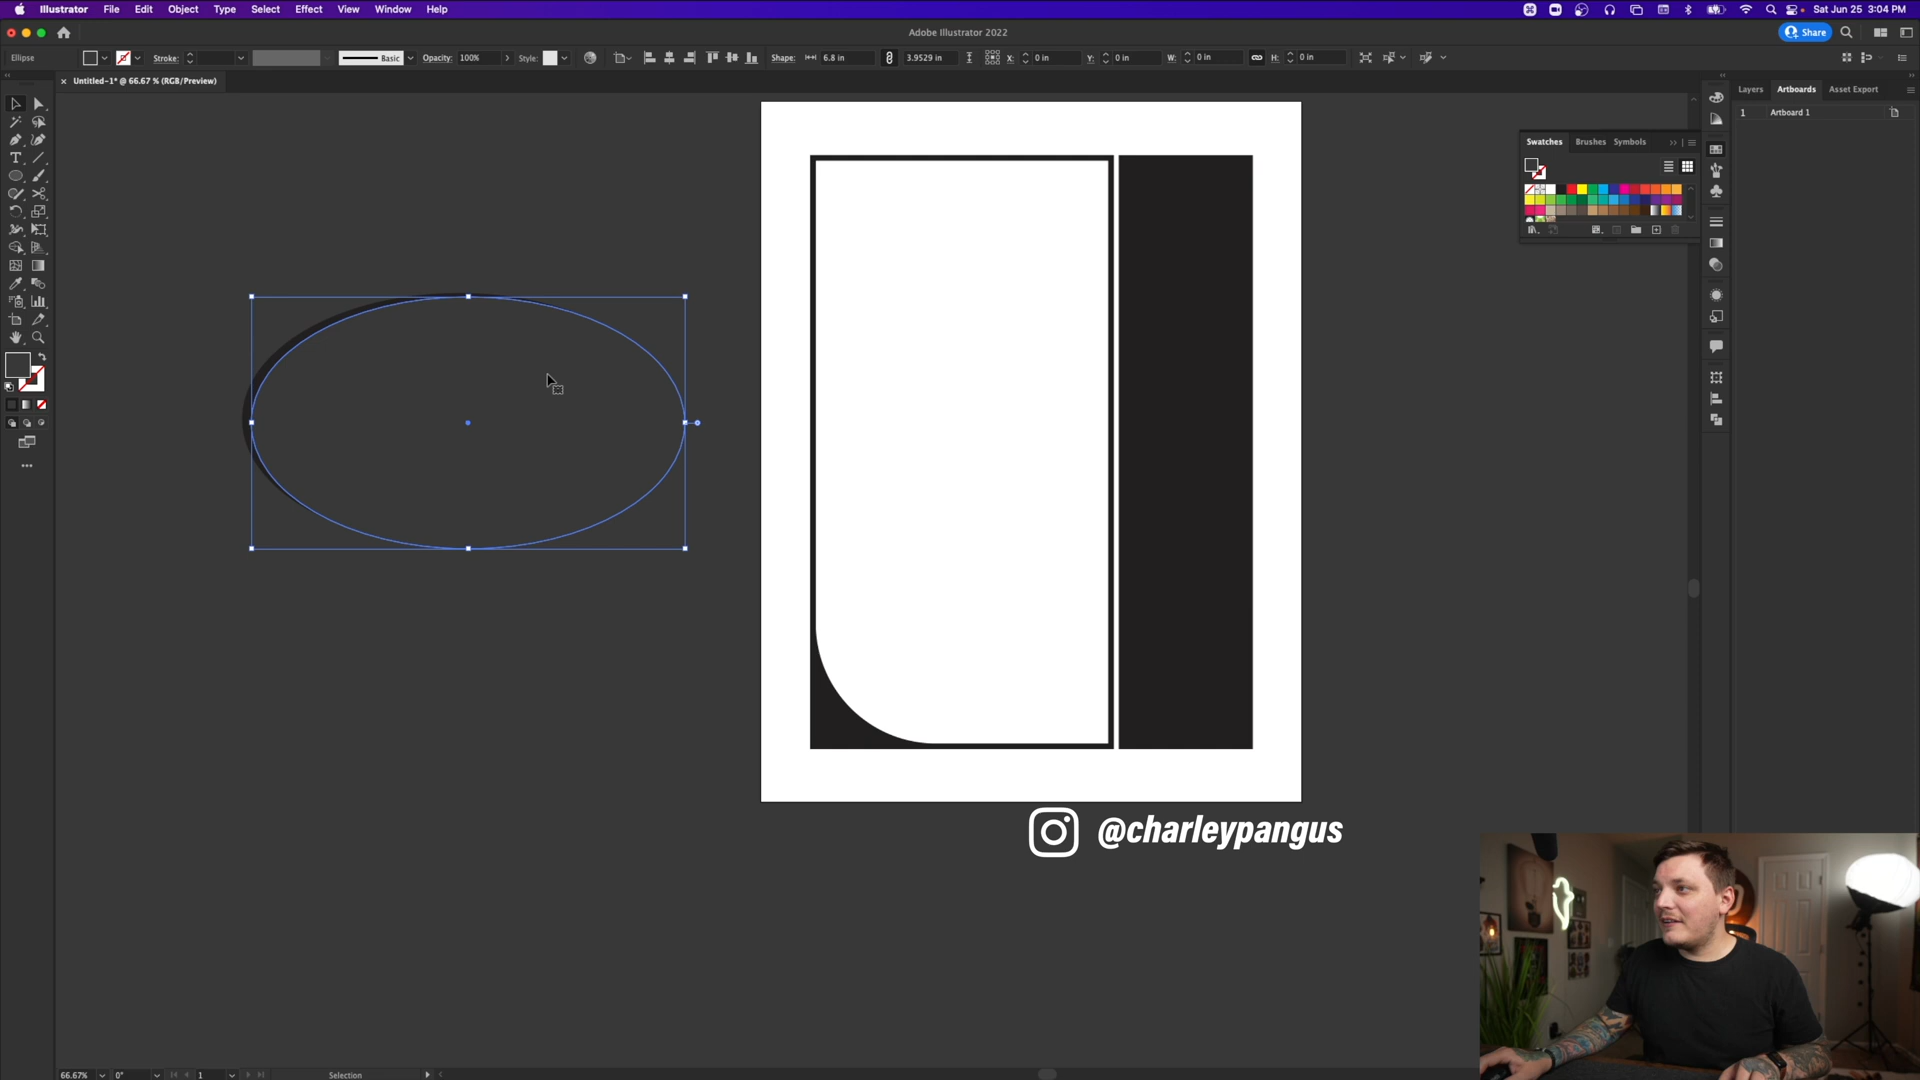 Illustrator File Edit Object Type Select Effect View Window Help
Sat Jun 25 3:04 PM
Adobe Illustrator 2022
Share
Ellipse
Stroke:
Basic
Opacity: 100%
Style:
Shape: 6.8 in
3.9529 in
X: 0 in
Y: 0 in
W: 0 in
H: 0 in
Untitled-1* @ 66.67 % (RGB/Preview)
Layers Artboards Asset Export
1 Artboard 1
Swatches Brushes Symbols
@charleypangus
66.67% 0° 1 Selection